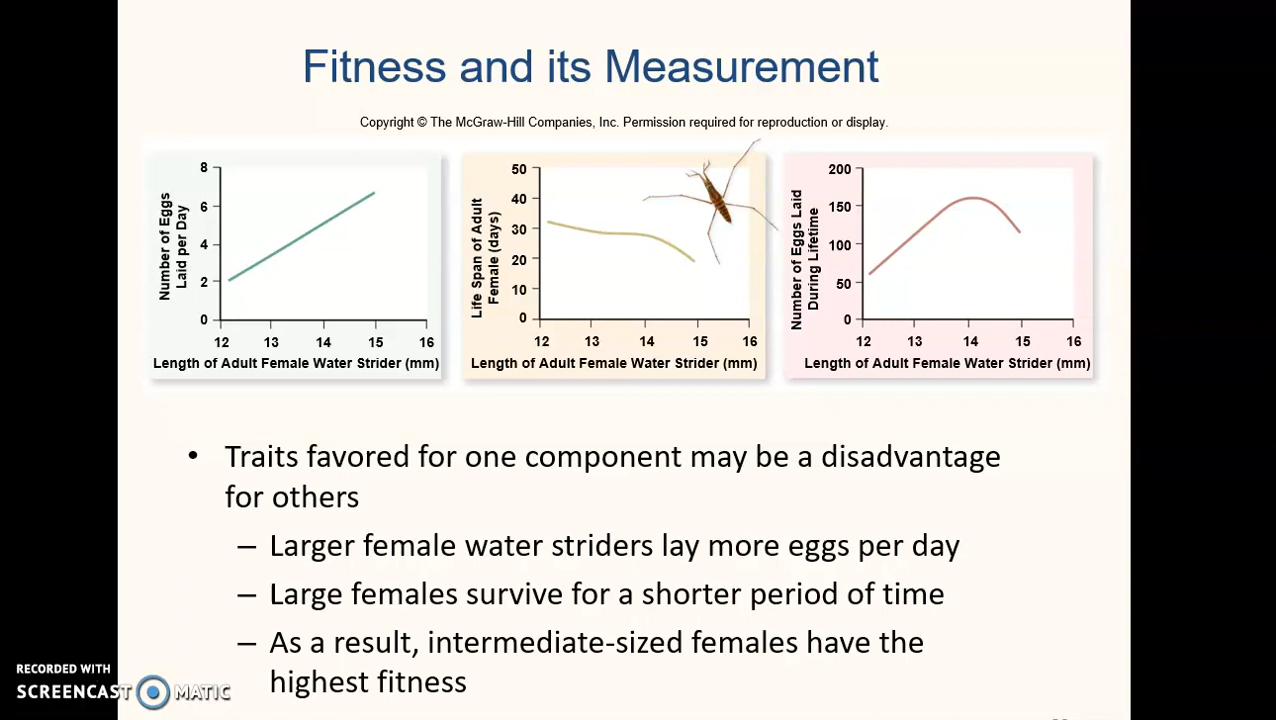 Fitness and its Measurement
Copyright © The McGraw-Hill Companies, Inc. Permission required for reproduction or display.
Number of Eggs
Laid per Day
8
6
4
2
0
12 13 14 15 16
Length of Adult Female Water Strider (mm)
Life Span of Adult
Female (days)
50
40
30
20
10
0
12 13 14 15 16
Length of Adult Female Water Strider (mm)
Number of Eggs Laid
During Lifetime
200
150
100
50
0
12 13 14 15 16
Length of Adult Female Water Strider (mm)
• Traits favored for one component may be a disadvantage
for others
– Larger female water striders lay more eggs per day
– Large females survive for a shorter period of time
– As a result, intermediate-sized females have the
highest fitness
RECORDED WITH
SCREENCAST MATIC